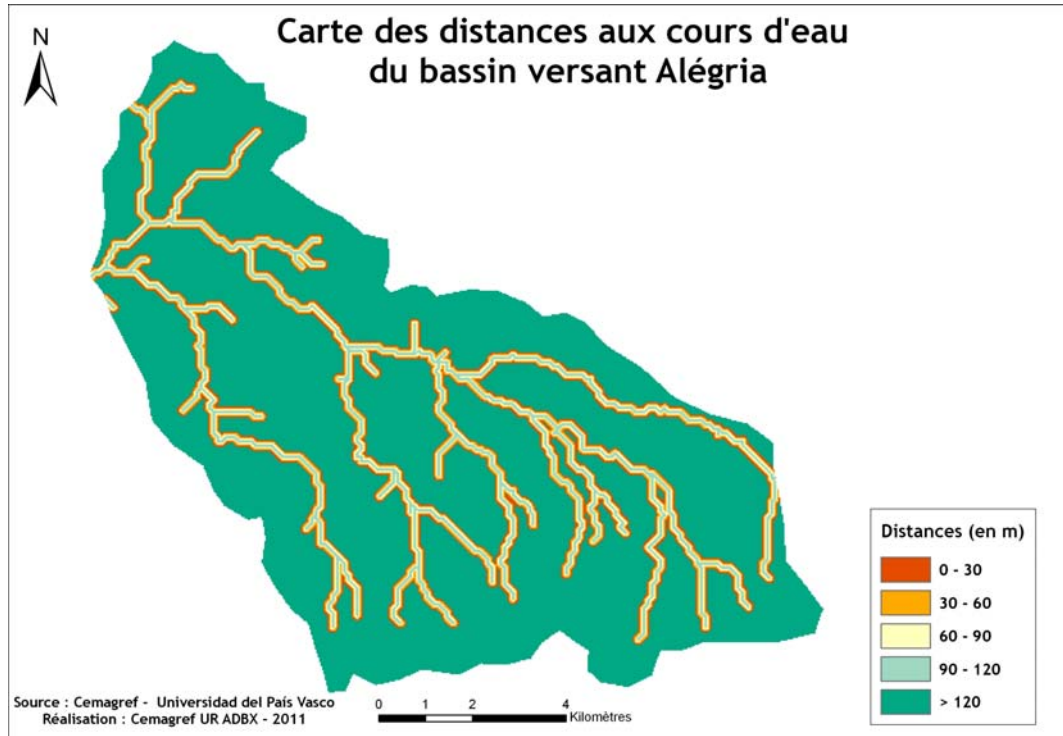 Carte des distances aux cours d'eau
du bassin versant Alégria
N
Distances (en m)
0 - 30
30 - 60
60 - 90
90 - 120
> 120
Source : Cemagref - Universidad del País Vasco
Réalisation : Cemagref UR ADBX - 2011
0 1 2 4
Kilomètres